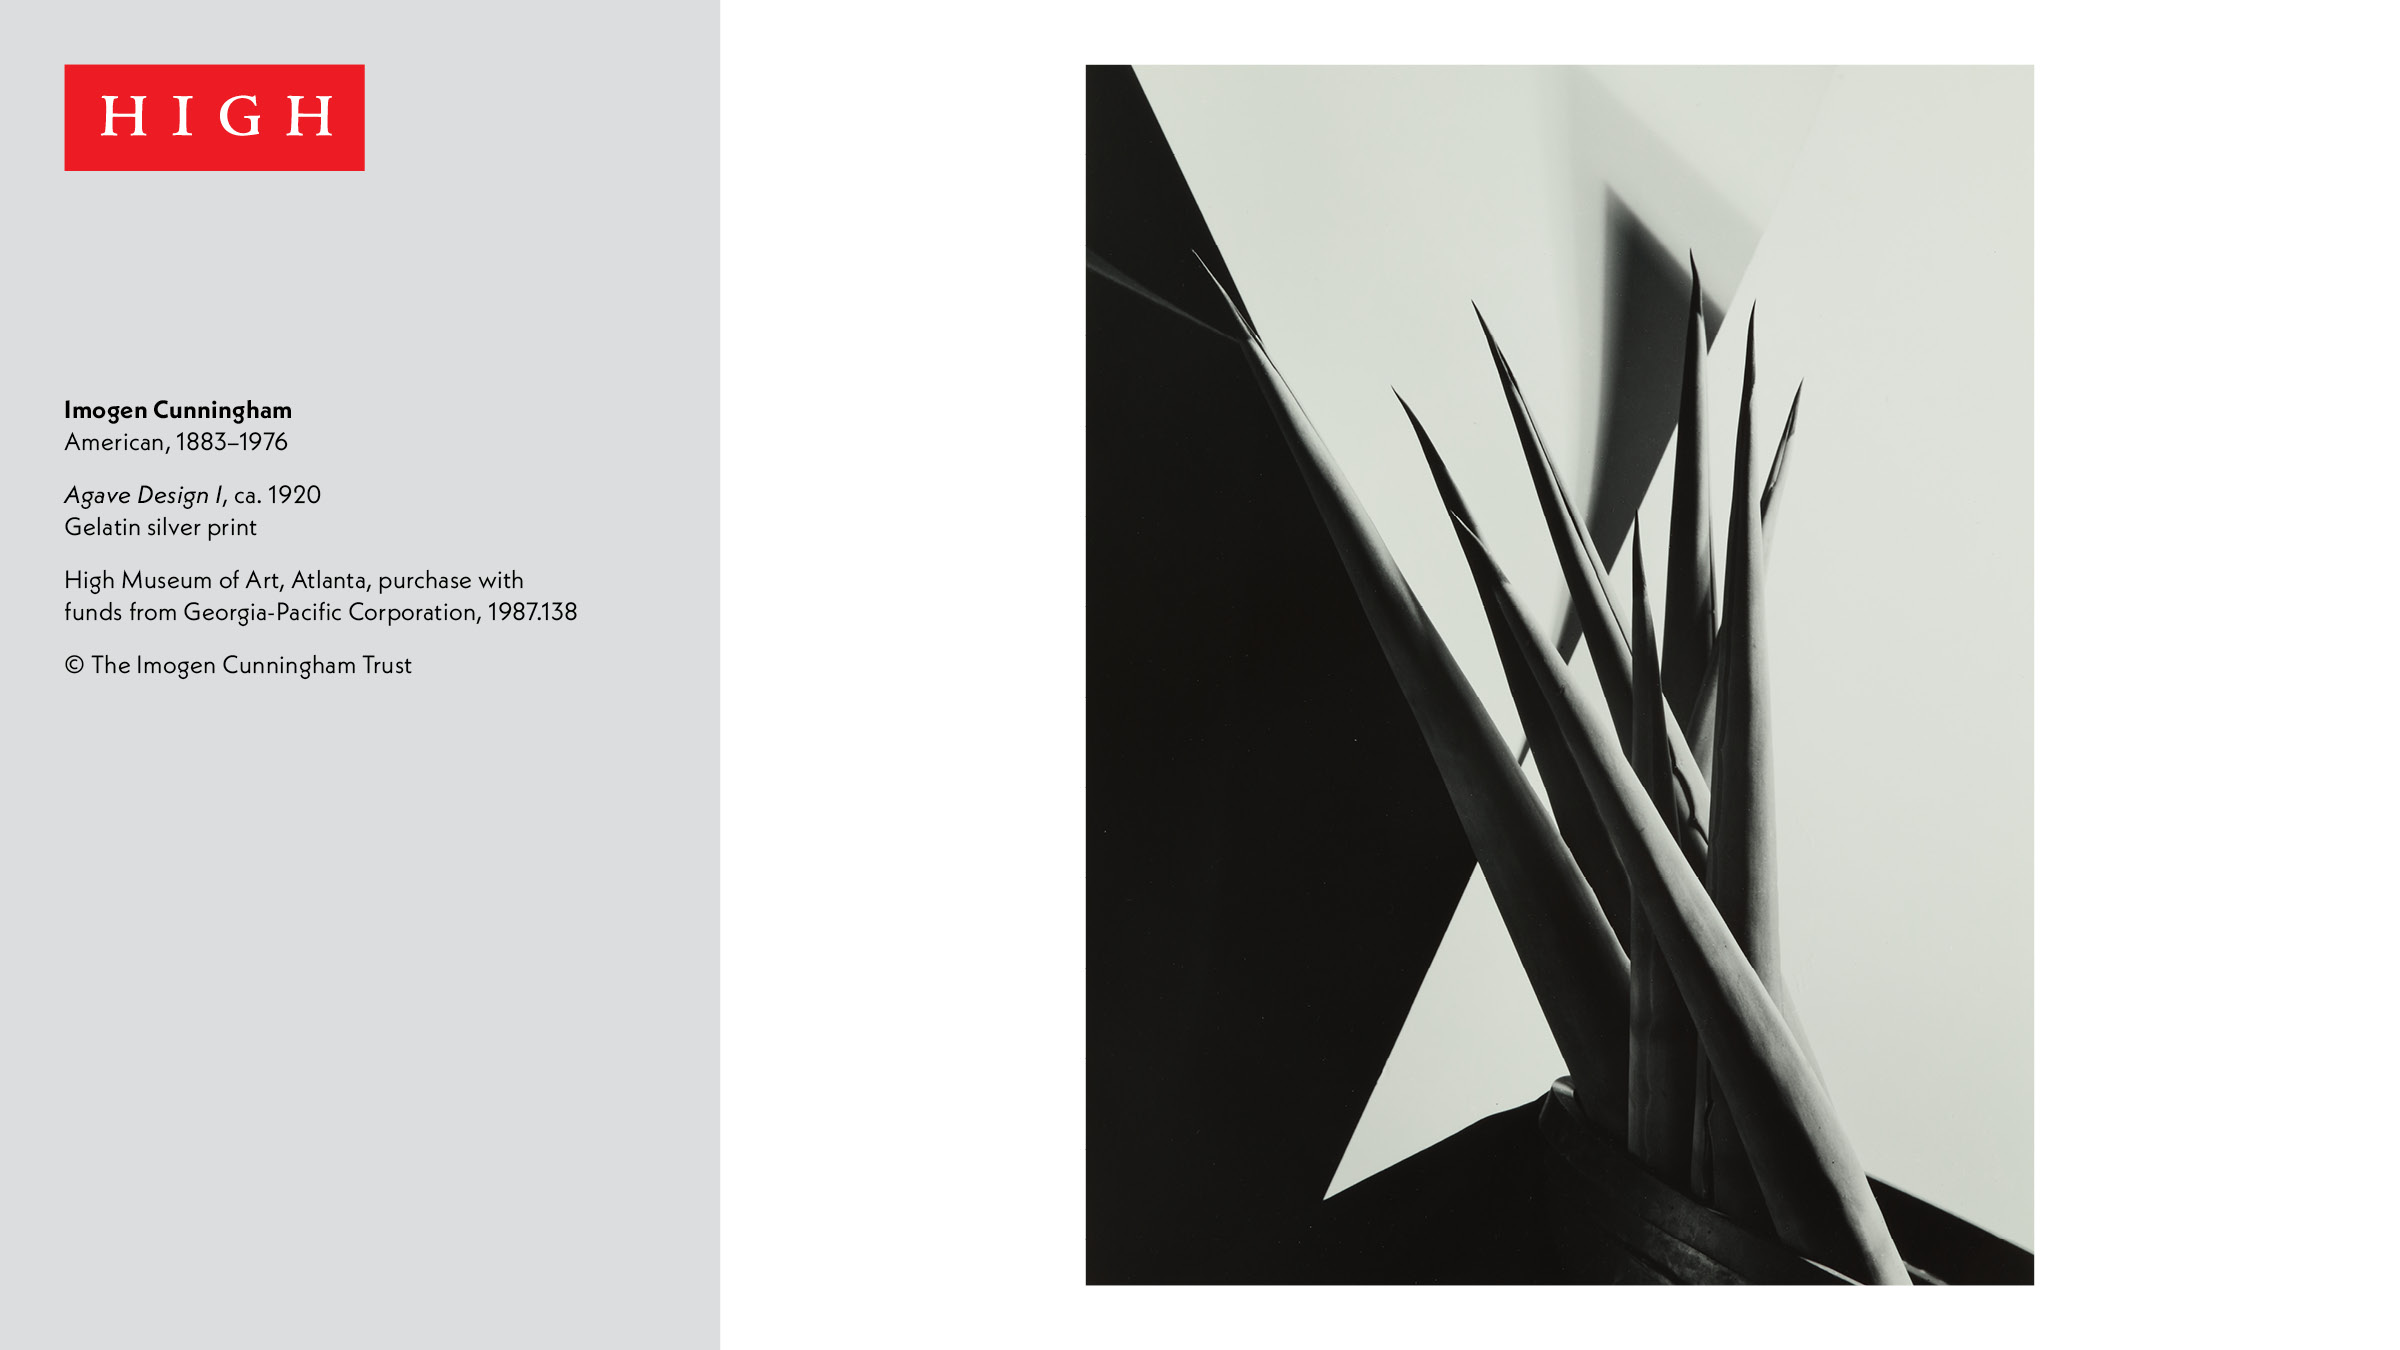 HIGH
Imogen Cunningham
American, 1883–1976
Agave Design I, ca. 1920
Gelatin silver print
High Museum of Art, Atlanta, purchase with
funds from Georgia-Pacific Corporation, 1987.138
© The Imogen Cunningham Trust